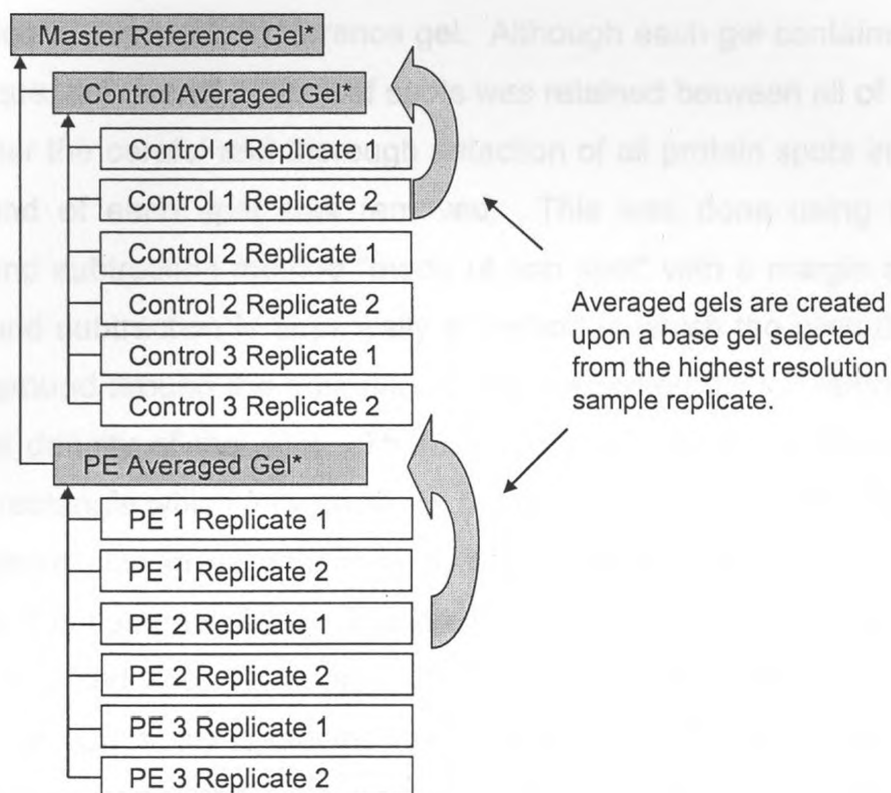 Master Reference Gel*
Control Averaged Gel*
Control 1 Replicate 1
Control 1 Replicate 2
Control 2 Replicate 1
Control 2 Replicate 2
Control 3 Replicate 1
Control 3 Replicate 2
Averaged gels are created
upon a base gel selected
from the highest resolution
sample replicate.
PE Averaged Gel*
PE 1 Replicate 1
PE 1 Replicate 2
PE 2 Replicate 1
PE 2 Replicate 2
PE 3 Replicate 1
PE 3 Replicate 2